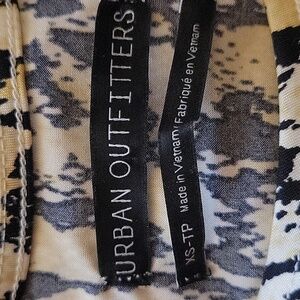 URBAN OUTFITTERS
XS-TP Made in Vietnam/Fabriqué en Vietnam